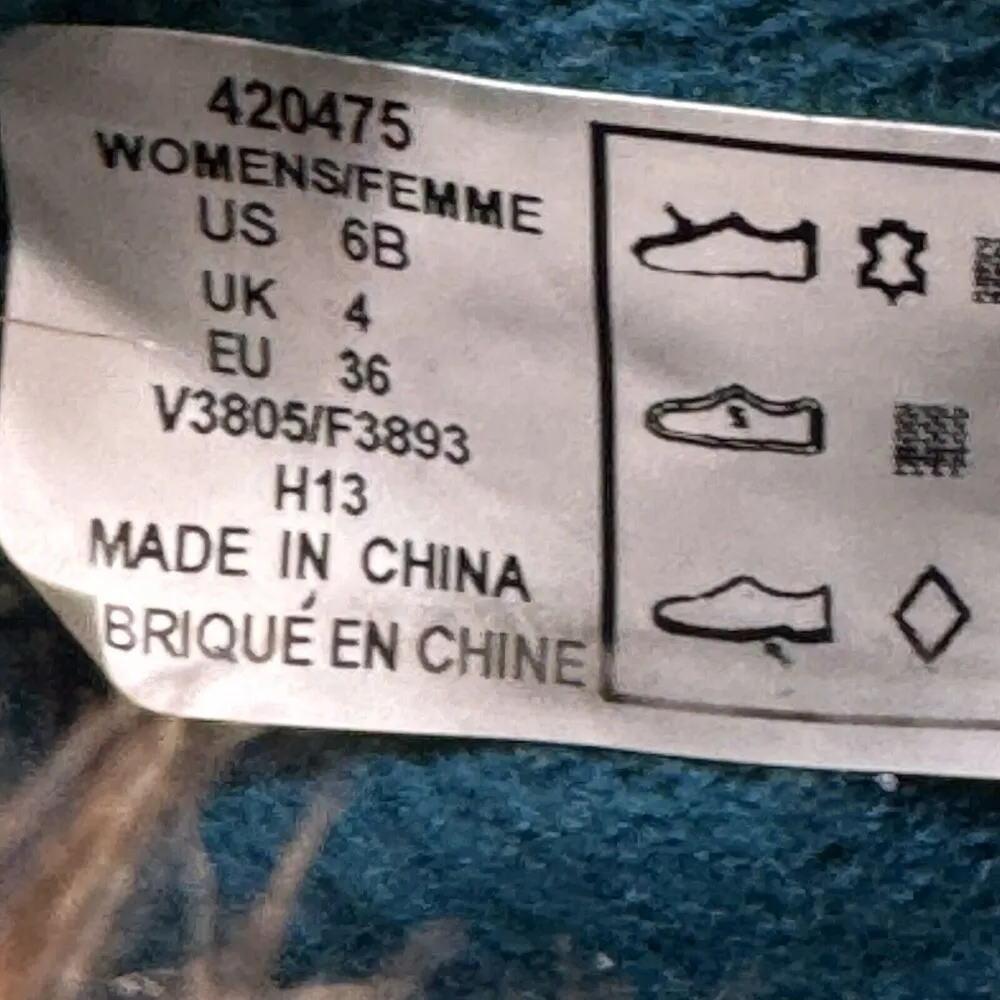 420475
WOMENS/FEMME
US 6B
UK 4
EU 36
V3805/F3893
H13
MADE IN CHINA
BRIQUÉ EN CHINE